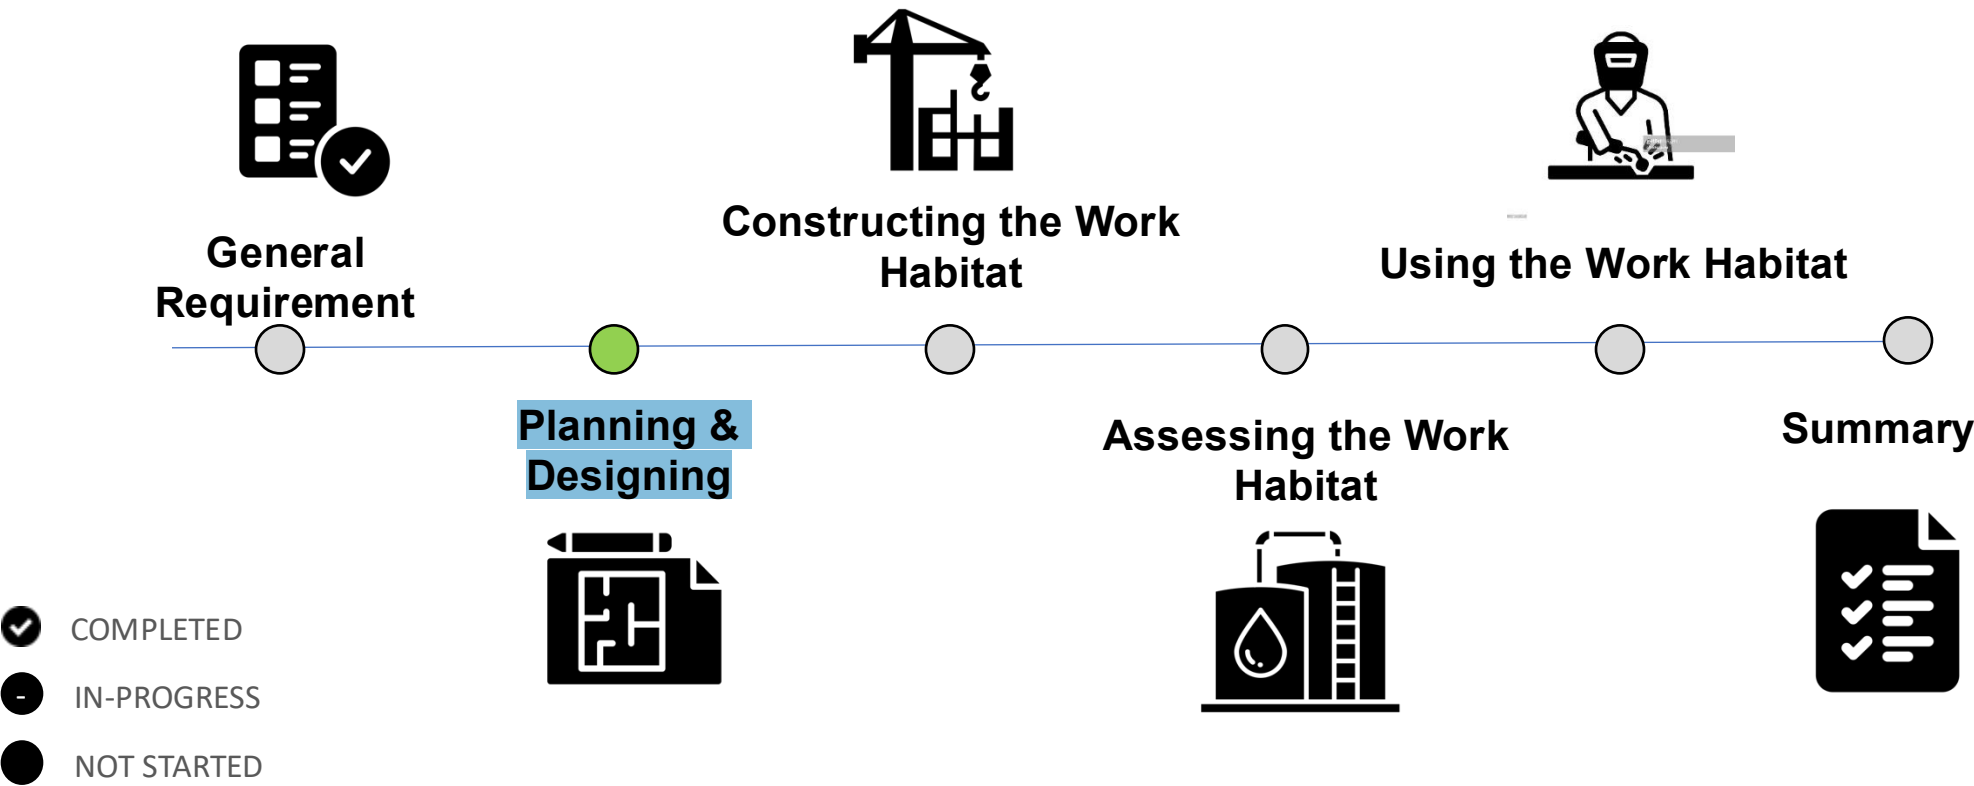 General
Requirement
Constructing the Work
Habitat
Using the Work Habitat
Planning &
Designing
Assessing the Work
Habitat
Summary
COMPLETED
-
IN-PROGRESS
NOT STARTED